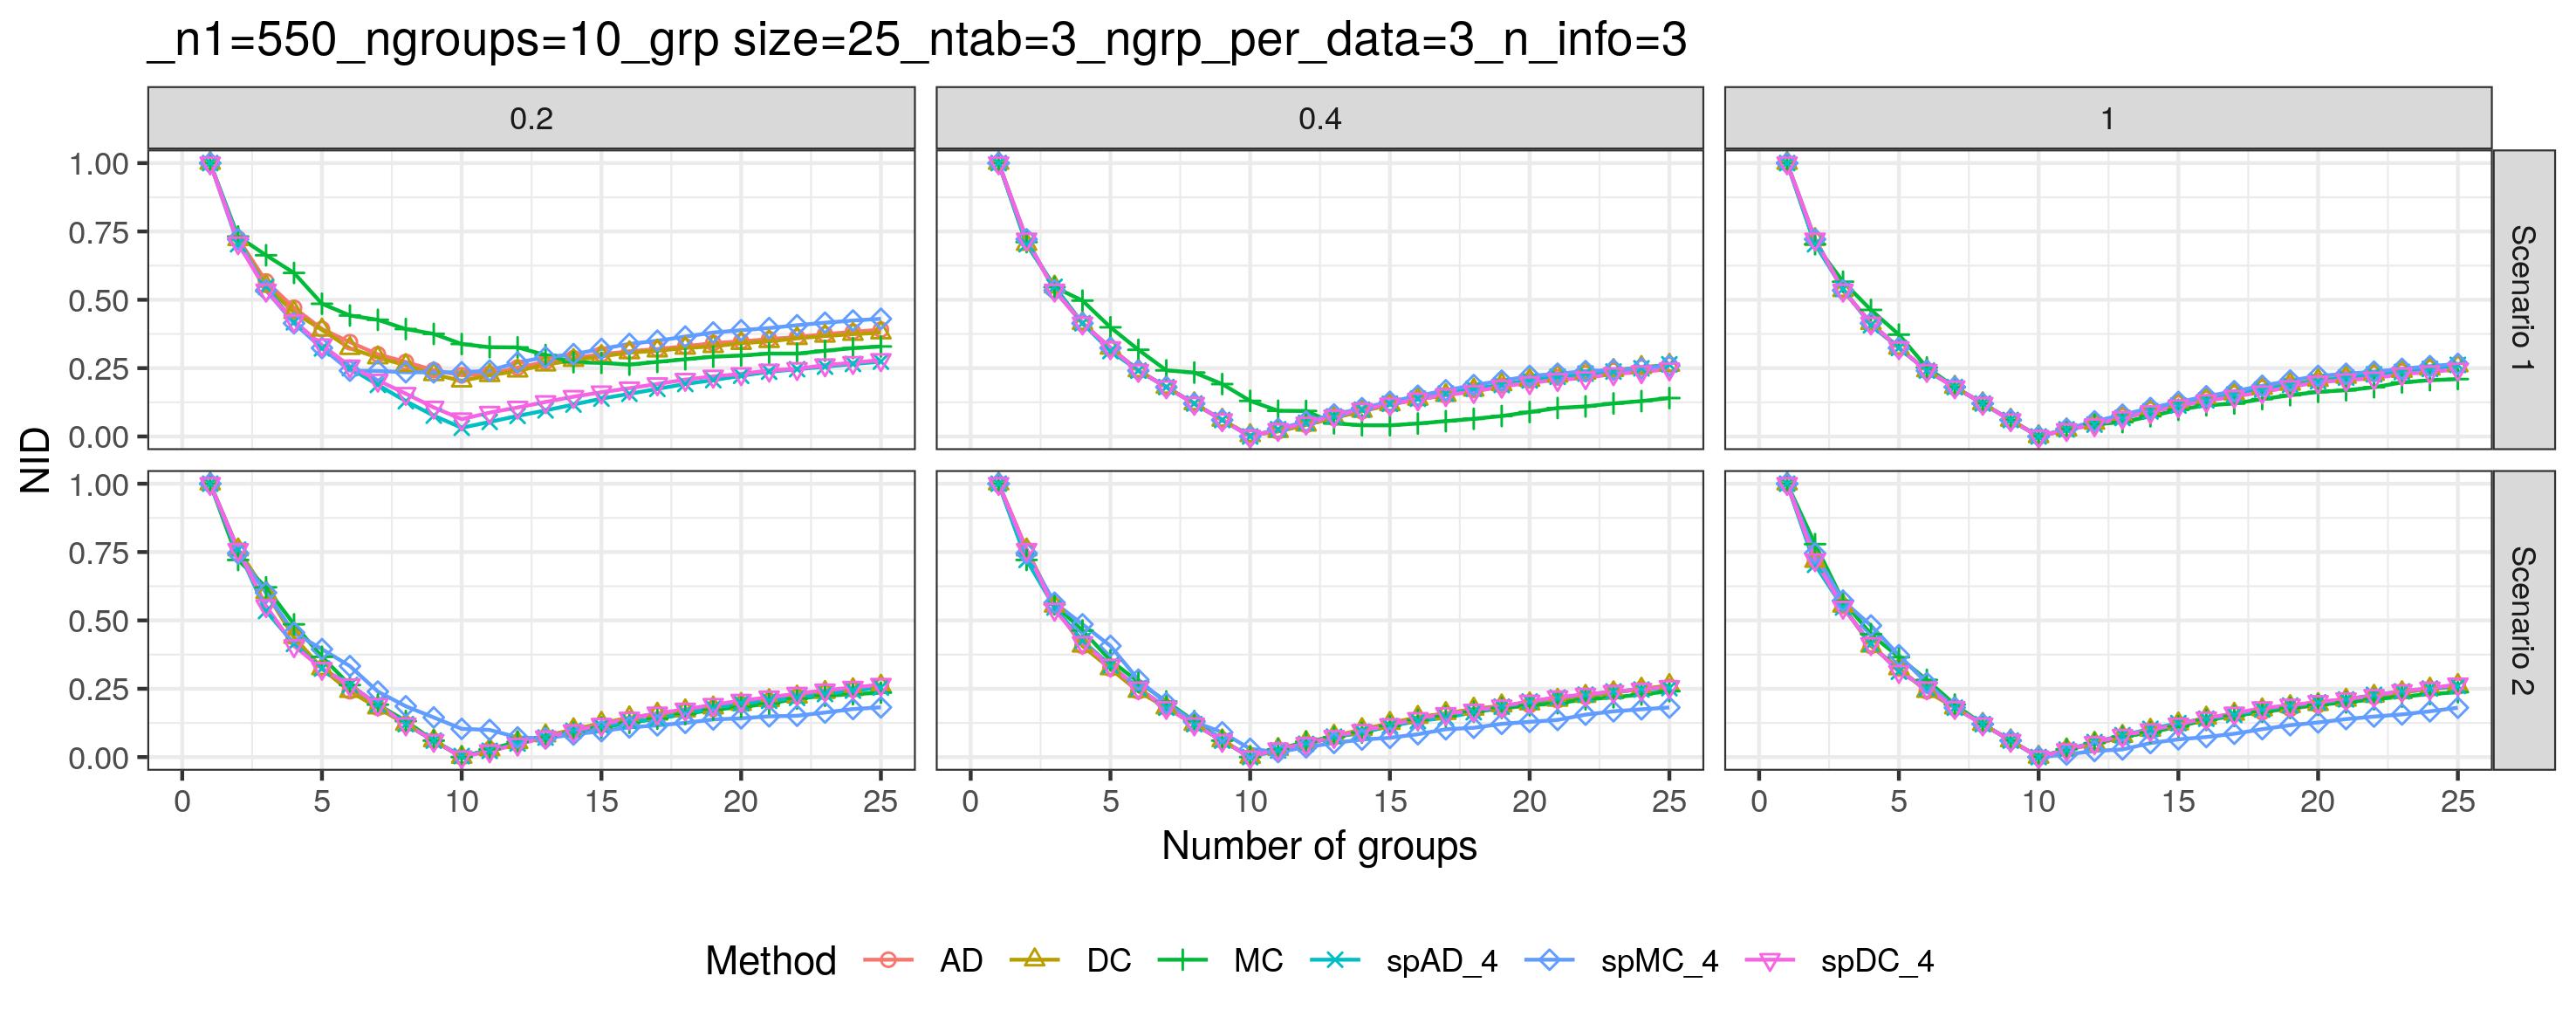 _n1=550_ngroups=10_grp size=25_ntab=3_ngrp_per_data=3_n_info=3
0.2 0.4 1
1.00
0.75
0.50
0.25
0.00
Scenario 1
NID
1.00
0.75
0.50
0.25
0.00
Scenario 2
0 5 10 15 20 25 0 5 10 15 20 25 0 5 10 15 20 25
Number of groups
Method AD DC MC spAD_4 spMC_4 spDC_4